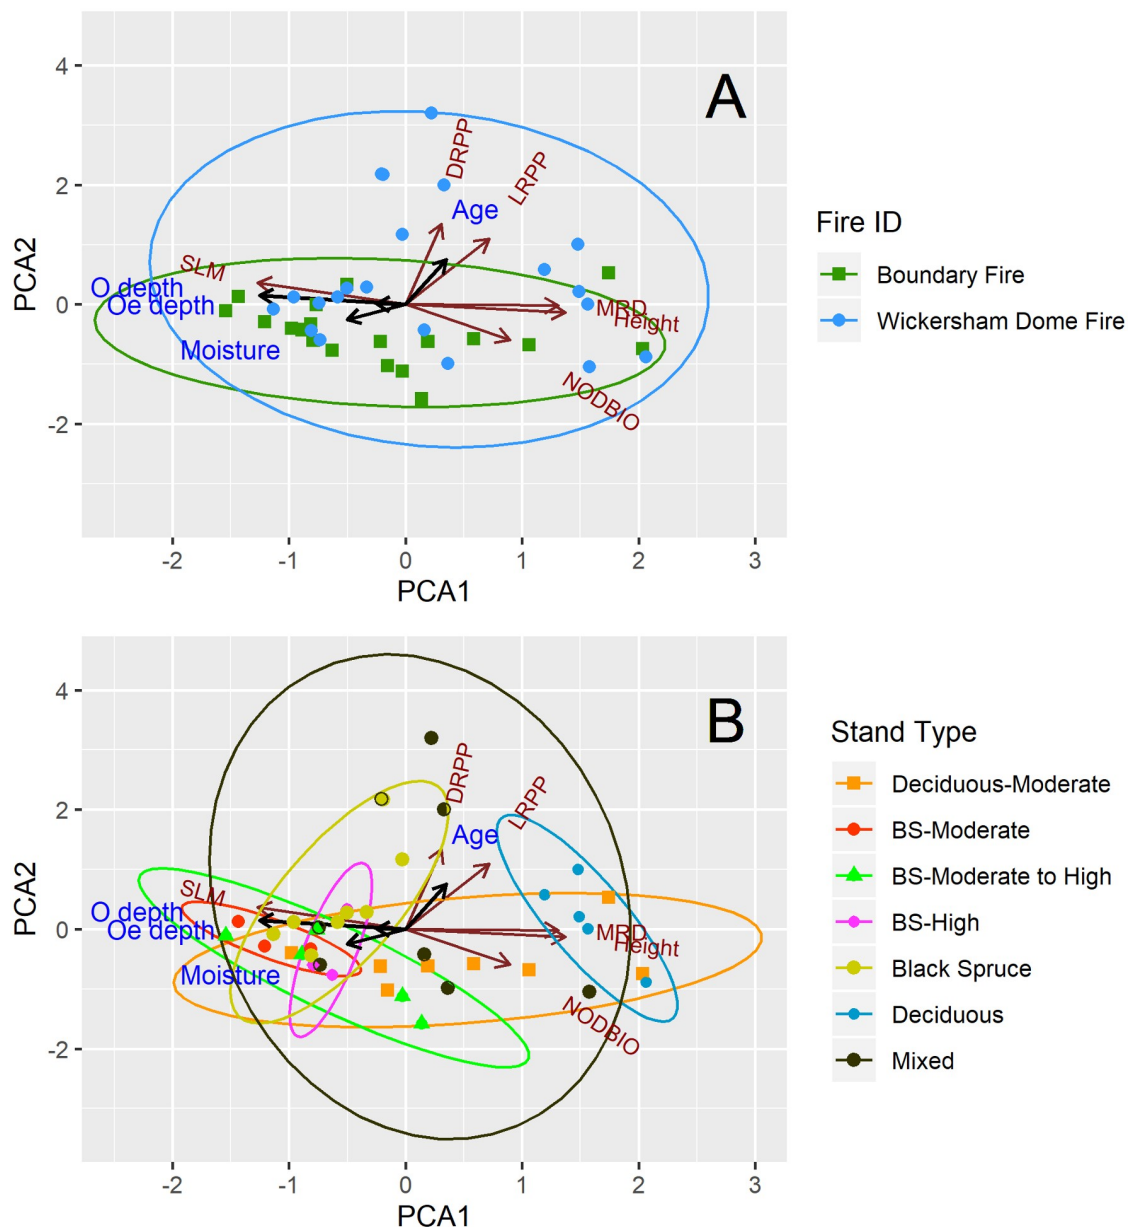 A
4
2
0
-2
PCA2
DRPP
LRPP
Age
SLM
O depth
Oe depth
Moisture
MRD
Height
NODBIO
-2 -1 0 1 2 3
PCA1
Fire ID
Boundary Fire
Wickersham Dome Fire
B
4
2
0
-2
PCA2
DRPP
LRPP
Age
SLM
O depth
Oe depth
Moisture
MRD
Height
NODBIO
-2 -1 0 1 2 3
PCA1
Stand Type
Deciduous-Moderate
BS-Moderate
BS-Moderate to High
BS-High
Black Spruce
Deciduous
Mixed